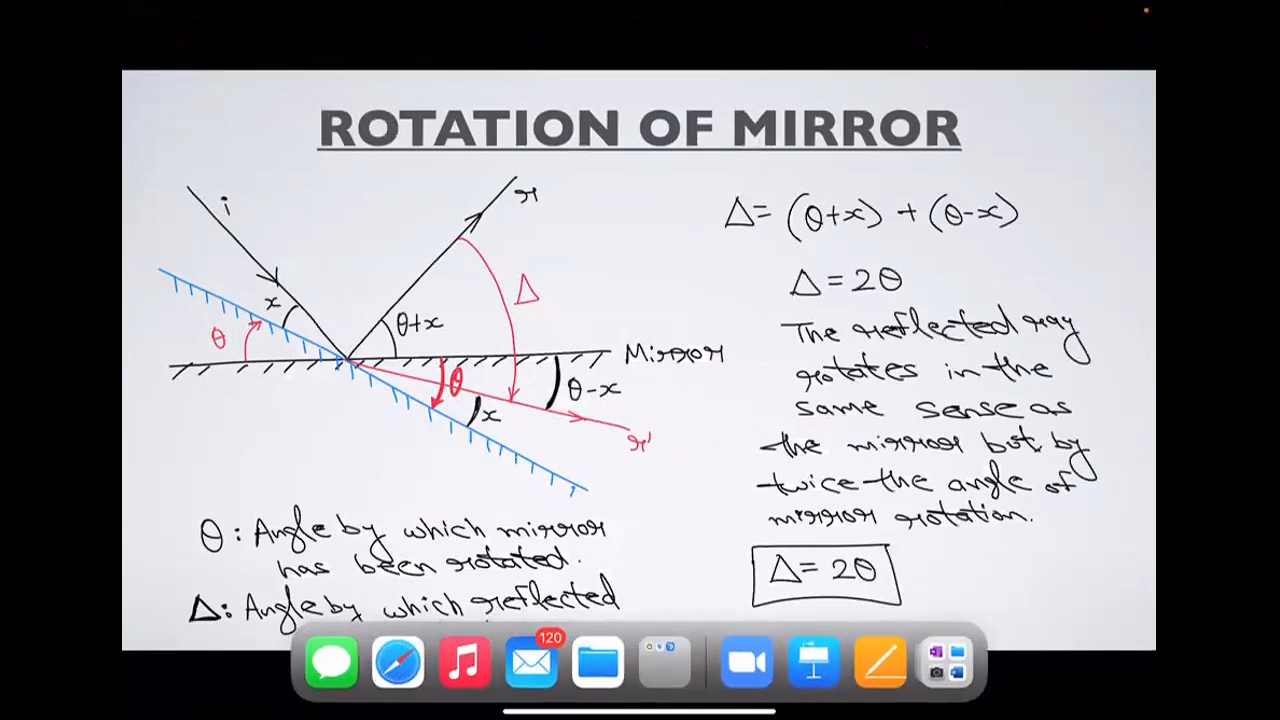 ROTATION OF MIRROR
i
r
Δ= (θ+x) + (θ-x)
Δ
Δ = 2θ
x
θ
θ+x
Mirror
θ
θ-x
x
r'
The reflected ray
rotates in the
same sense as
the mirror but by
twice the angle of
mirror rotation.
Δ= 2θ
θ : Angle by which mirror
has been rotated.
Δ: Angle by which reflected
120